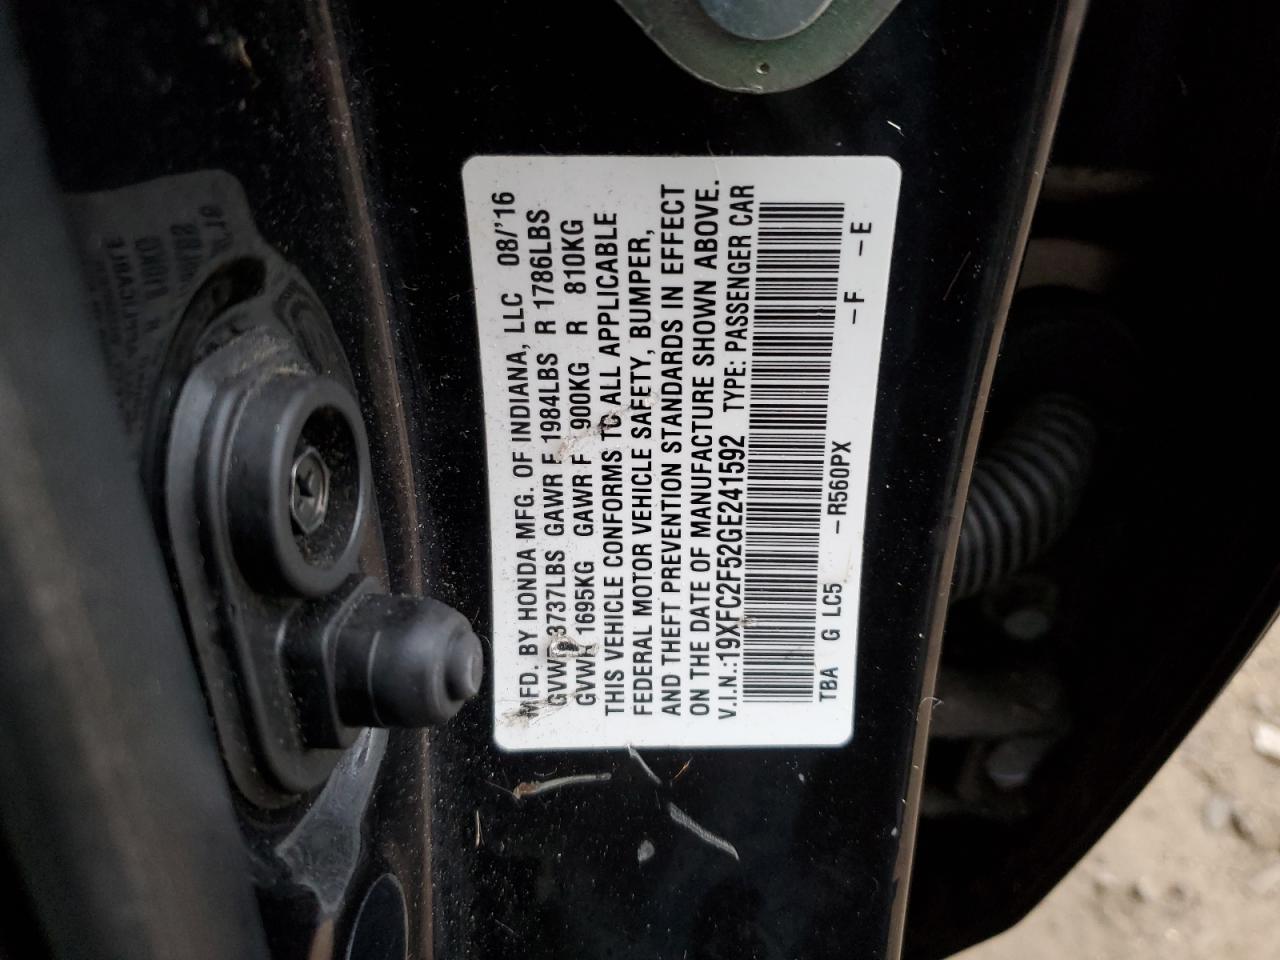 MFD. BY HONDA MFG. OF INDIANA, LLC 08/'16
GVWR 3737LBS GAWR F 1984LBS R 1786LBS
GVWR 1695KG GAWR F 900KG R 810KG
THIS VEHICLE CONFORMS TO ALL APPLICABLE
FEDERAL MOTOR VEHICLE SAFETY, BUMPER,
AND THEFT PREVENTION STANDARDS IN EFFECT
ON THE DATE OF MANUFACTURE SHOWN ABOVE.
V.I.N.:19XFC2F52GE241592 TYPE: PASSENGER CAR
TBA G LC5 -R560PX -F -E